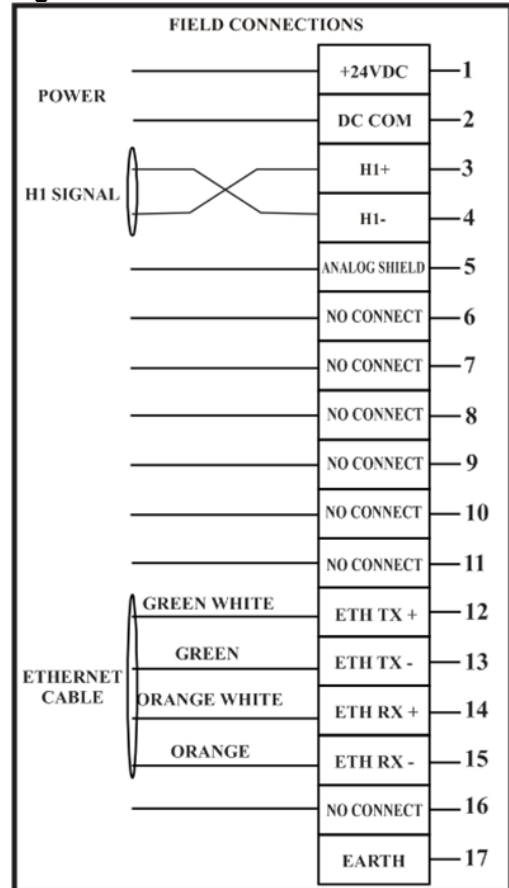 FIELD CONNECTIONS
+24VDC 1
POWER
DC COM 2
H1+ 3
H1 SIGNAL
H1- 4
ANALOG SHIELD 5
NO CONNECT 6
NO CONNECT 7
NO CONNECT 8
NO CONNECT 9
NO CONNECT 10
NO CONNECT 11
GREEN WHITE ETH TX + 12
GREEN ETH TX - 13
ETHERNET
CABLE
ORANGE WHITE ETH RX + 14
ORANGE ETH RX - 15
NO CONNECT 16
EARTH 17